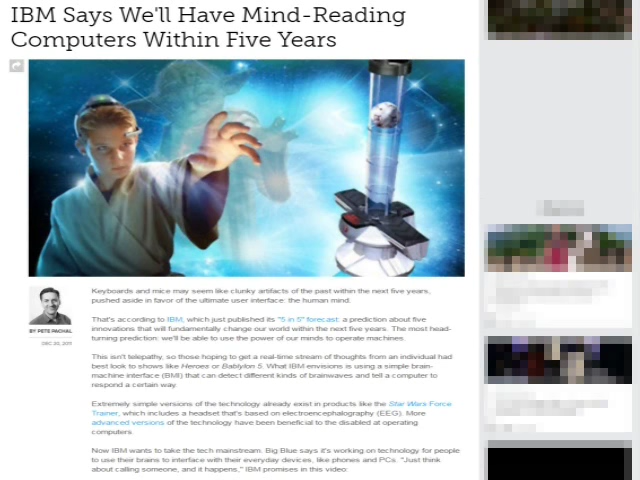 IBM Says We'll Have Mind-Reading
Computers Within Five Years
Keyboards and mice may seem like clunky artifacts of the past within the next five years,
pushed aside in favor of the ultimate user interface: the human mind.
BY PETE PACHAL
DEC 20, 2011
That's according to IBM, which just published its "5 in 5" forecast: a prediction about five
innovations that will fundamentally change our world within the next five years. The most head-
turning prediction: we'll be able to use the power of our minds to operate machines.
This isn't telepathy, so those hoping to get a real-time stream of thoughts from an individual had
best look to shows like Heroes or Babylon 5. What IBM envisions is using a simple brain-
machine interface (BMI) that can detect different kinds of brainwaves and tell a computer to
respond a certain way.
Extremely simple versions of the technology already exist in products like the Star Wars Force
Trainer, which includes a headset that's based on electroencephalography (EEG). More
advanced versions of the technology have been beneficial to the disabled at operating
computers.
Now IBM wants to take the tech mainstream. Big Blue says it's working on technology for people
to use their brains to interface with their everyday devices, like phones and PCs. "Just think
about calling someone, and it happens," IBM promises in this video: